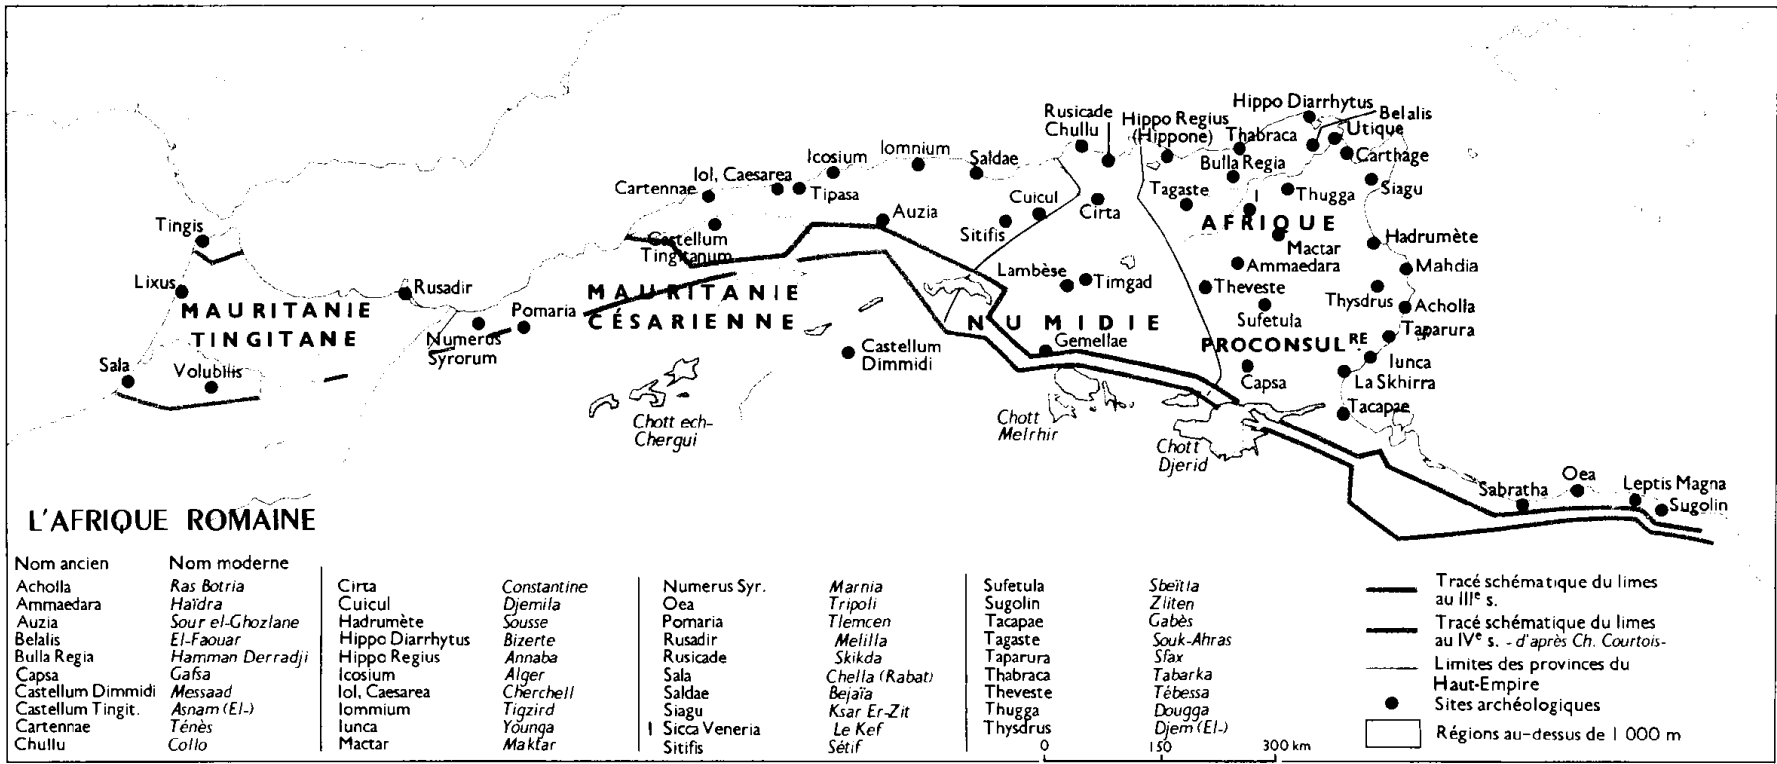 Hippo Diarrhytus
Belalis
Rusicade
Chullu
Hippo Regius
(Hippone)
Thabraca
Utique
Carthage
Iomnium
Icosium
Saldae
Bulla Regia
Iol, Caesarea
Cartennae
Tipasa
Cuicul
Tagaste
Thugga
Siagu
I
Cirta
Auzia
Tingis
Sitifis
AFRIQUE
Castellum
Tingitanum
Mactar
Hadrumète
Ammaedara
Mahdia
Lambèse
Timgad
Lixus
Rusadir
Theveste
Thysdrus
MAURITANIE
TINGITANE
Pomaria
MAURITANIE
CÉSARIENNE
NUMIDIE
Sufetula
Acholla
Taparura
Numerus
Syrorum
Castellum
Dimmidi
Gemellae
PROCONSUL RE
Iunca
Sala
Volubilis
Capsa
La Skhirra
Tacapae
Chott ech-
Chergui
Chott
Melrhir
Chott
Djerid
Sabratha
Oea
Leptis Magna
Sugolin
L'AFRIQUE ROMAINE
Nom ancien Nom moderne
Acholla Ras Botria
Ammaedara Haïdra
Auzia Sour el-Ghozlane
Belalis El-Faouar
Bulla Regia Hamman Derradji
Capsa Gafsa
Castellum Dimmidi Messaad
Castellum Tingit. Asnam (El-)
Cartennae Ténès
Chullu Collo
Cirta Constantine
Cuicul Djemila
Hadrumète Sousse
Hippo Diarrhytus Bizerte
Hippo Regius Annaba
Icosium Alger
Iol, Caesarea Cherchell
Iommium Tigzird
Iunca Younga
Mactar Maktar
Numerus Syr. Marnia
Oea Tripoli
Pomaria Tlemcen
Rusadir Melilla
Rusicade Skikda
Sala Chella (Rabat)
Saldae Bejaïa
Siagu Ksar Er-Zit
I Sicca Veneria Le Kef
Sitifis Sétif
Sufetula Sbeïtla
Sugolin Zliten
Tacapae Gabès
Tagaste Souk-Ahras
Taparura Sfax
Thabraca Tabarka
Theveste Tébessa
Thugga Dougga
Thysdrus Djem (El-)
0 150 300 km
Tracé schématique du limes
au IIIe s.
Tracé schématique du limes
au IVe s. - d'après Ch. Courtois-
Limites des provinces du
Haut-Empire
Sites archéologiques
Régions au-dessus de 1 000 m